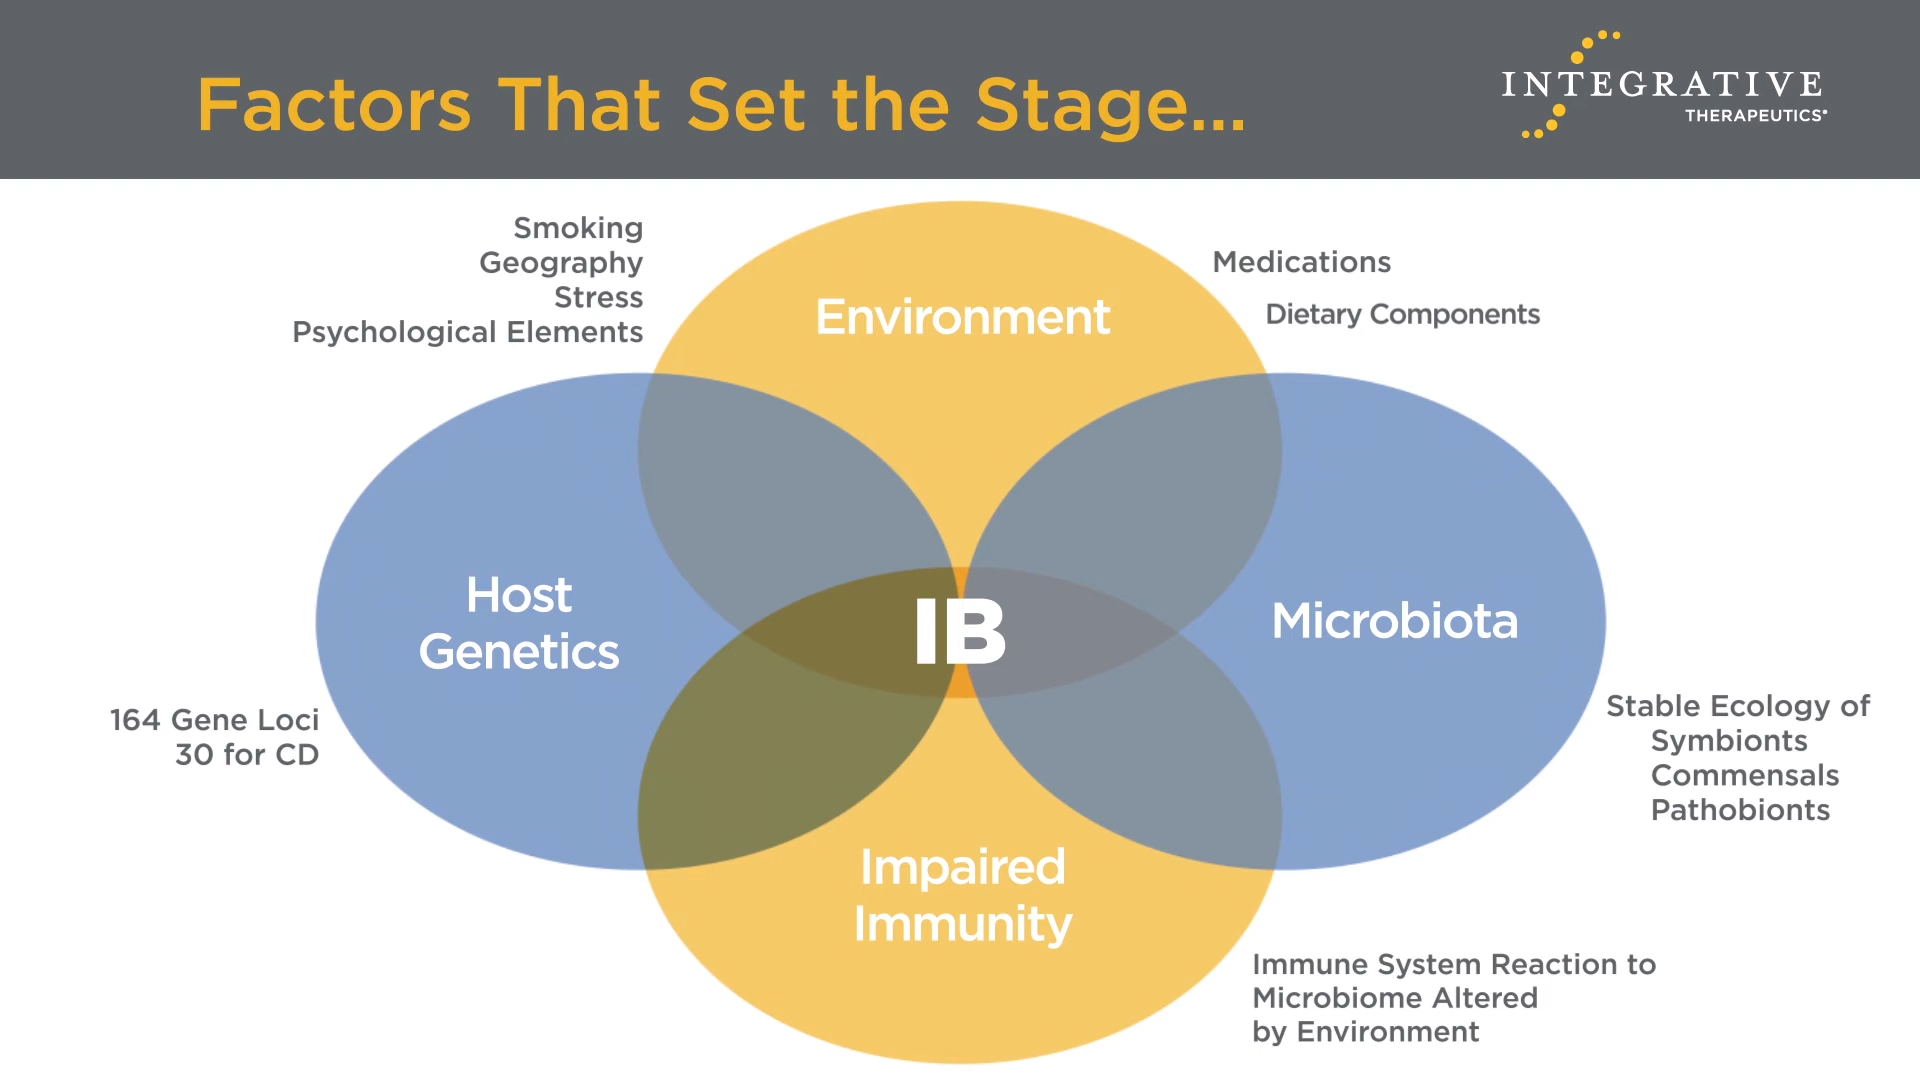 Factors That Set the Stage...
INTEGRATIVE
THERAPEUTICS®
Smoking
Geography
Stress
Psychological Elements
Medications
Dietary Components
Environment
Host
Genetics
IB
Microbiota
164 Gene Loci
30 for CD
Stable Ecology of
Symbionts
Commensals
Pathobionts
Impaired
Immunity
Immune System Reaction to
Microbiome Altered
by Environment